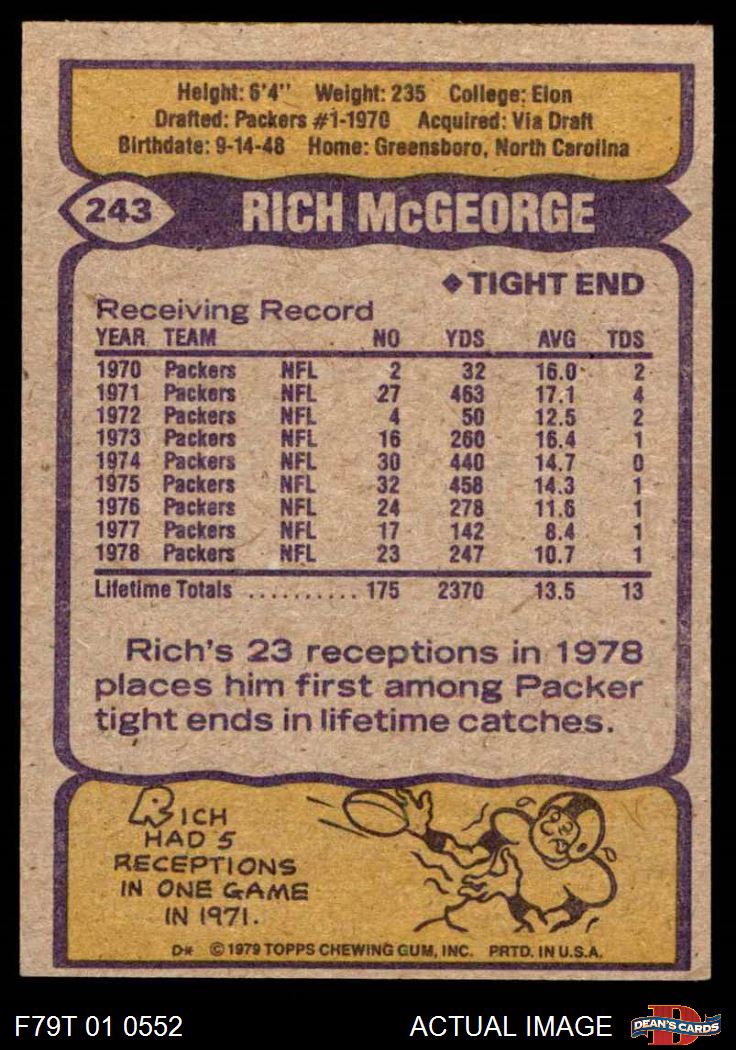 Height: 6'4'' Weight: 235 College: Elon
Drafted: Packers #1-1970 Acquired: Via Draft
Birthdate: 9-14-48 Home: Greensboro, North Carolina
243 RICH McGEORGE
◆TIGHT END
Receiving Record
YEAR TEAM NO YDS AVG TDS
1970 Packers NFL 2 32 16.0 2
1971 Packers NFL 27 463 17.1 4
1972 Packers NFL 4 50 12.5 2
1973 Packers NFL 16 260 16.4 1
1974 Packers NFL 30 440 14.7 0
1975 Packers NFL 32 458 14.3 1
1976 Packers NFL 24 278 11.6 1
1977 Packers NFL 17 142 8.4 1
1978 Packers NFL 23 247 10.7 1
Lifetime Totals .......... 175 2370 13.5 13
Rich's 23 receptions in 1978
places him first among Packer
tight ends in lifetime catches.
RICH
HAD 5
RECEPTIONS
IN ONE GAME
IN 1971.
D* © 1979 TOPPS CHEWING GUM, INC. PRTD. IN U.S.A.
F79T 01 0552 ACTUAL IMAGE D DEAN'S CARDS